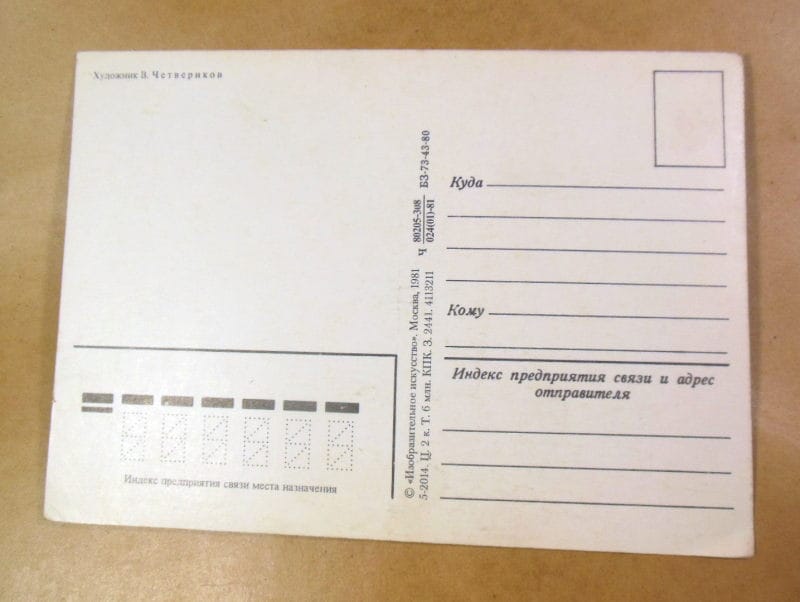 Художник В. Четвериков
Индекс предприятия связи места назначения
© «Изобразительное искусство». Москва, 1981
5-2014. Ц. 2 к. Т. 6 млн. КПК. З. 2441. 4113211
Ч 80205-308
024(01)-81 БЗ-73-43-80
Куда
Кому
Индекс предприятия связи и адрес
отправителя